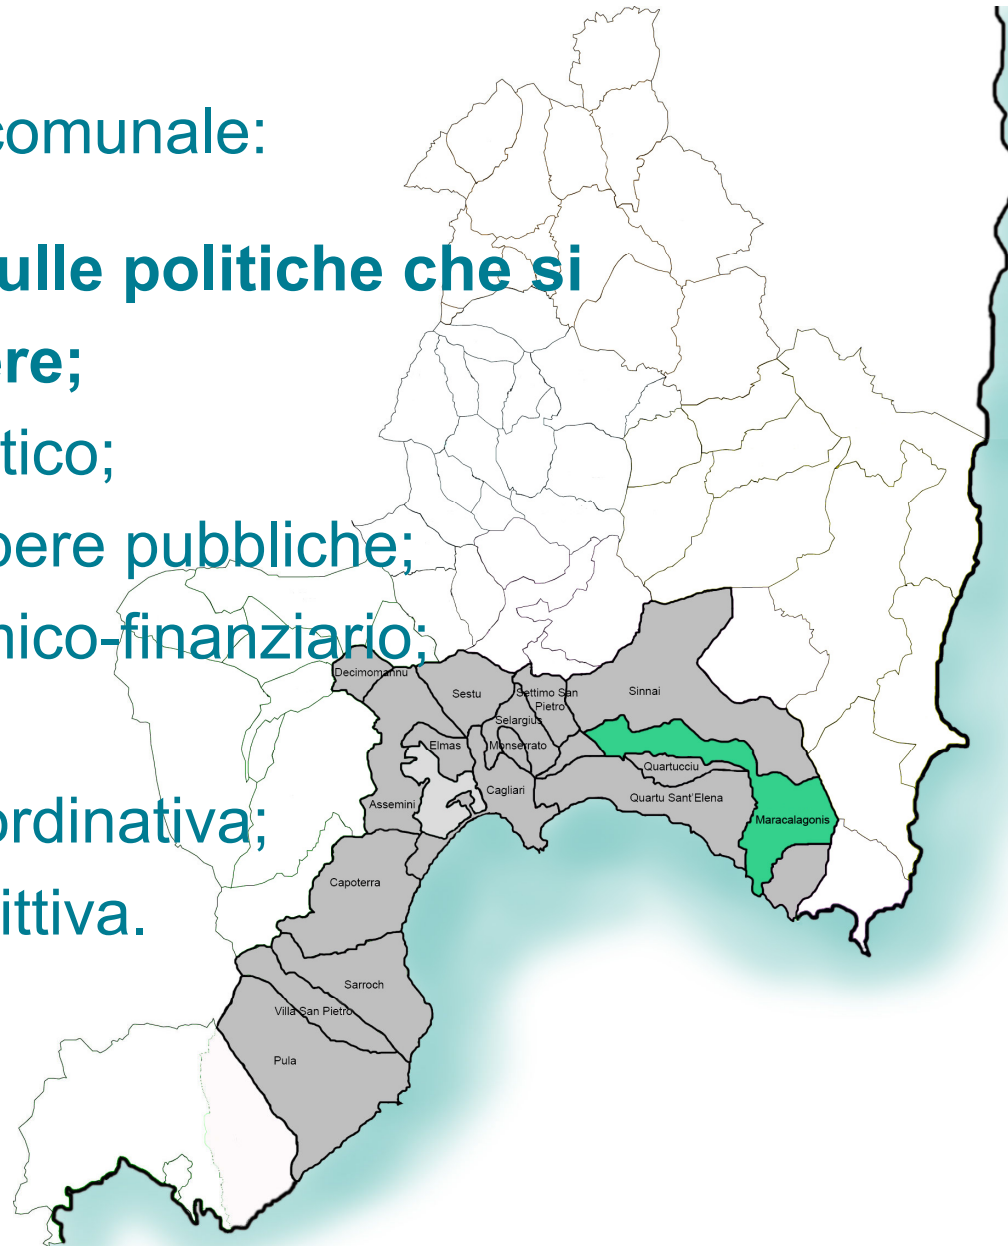 comunale:
ulle politiche che si
ere;
tico;
pere pubbliche;
mico-finanziario;
ordinativa;
ittiva.
Decimomannu
Sestu
Settimo San
Pietro
Sinnai
Selargius
Elmas
Monserrato
Quartucciu
Cagliari
Quartu Sant'Elena
Assemini
Maracalagonis
Capoterra
Sarroch
Villa San Pietro
Pula